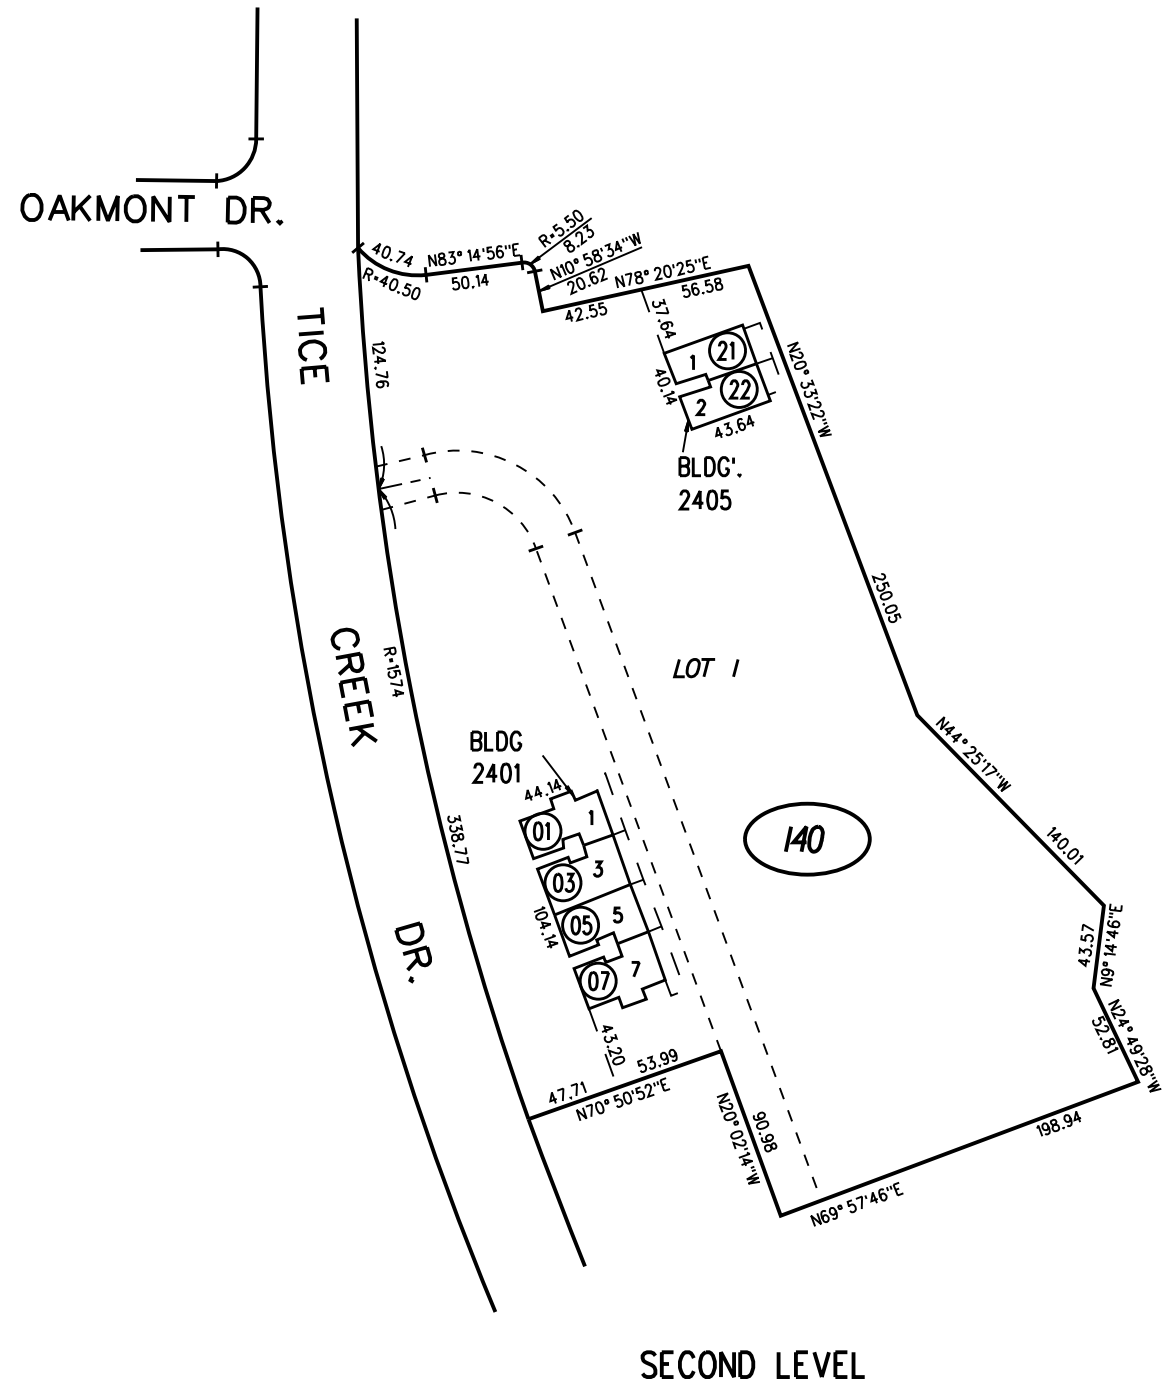 OAKMONT DR.
TICE
CREEK
DR.
40.74
R=40.50
N83° 14'56"E
50.14
R=5.50
8.23
N10° 58'34"W
20.62
N78° 20'25"E
42.55
56.58
124.76
37.64
1
21
40.14
2
22
43.64
BLDG'.
2405
N20° 33'22"W
250.05
R=1574
LOT 1
BLDG
2401
44.14
01
1
03
3
05
5
07
7
104.14
43.20
338.77
140
N44° 25'17"W
140.01
43.57
N9° 14'46"E
N24° 49'28"W
52.81
47.71
53.99
N70° 50'52"E
N20° 02'14"W
90.98
198.94
N69° 57'46"E
SECOND LEVEL